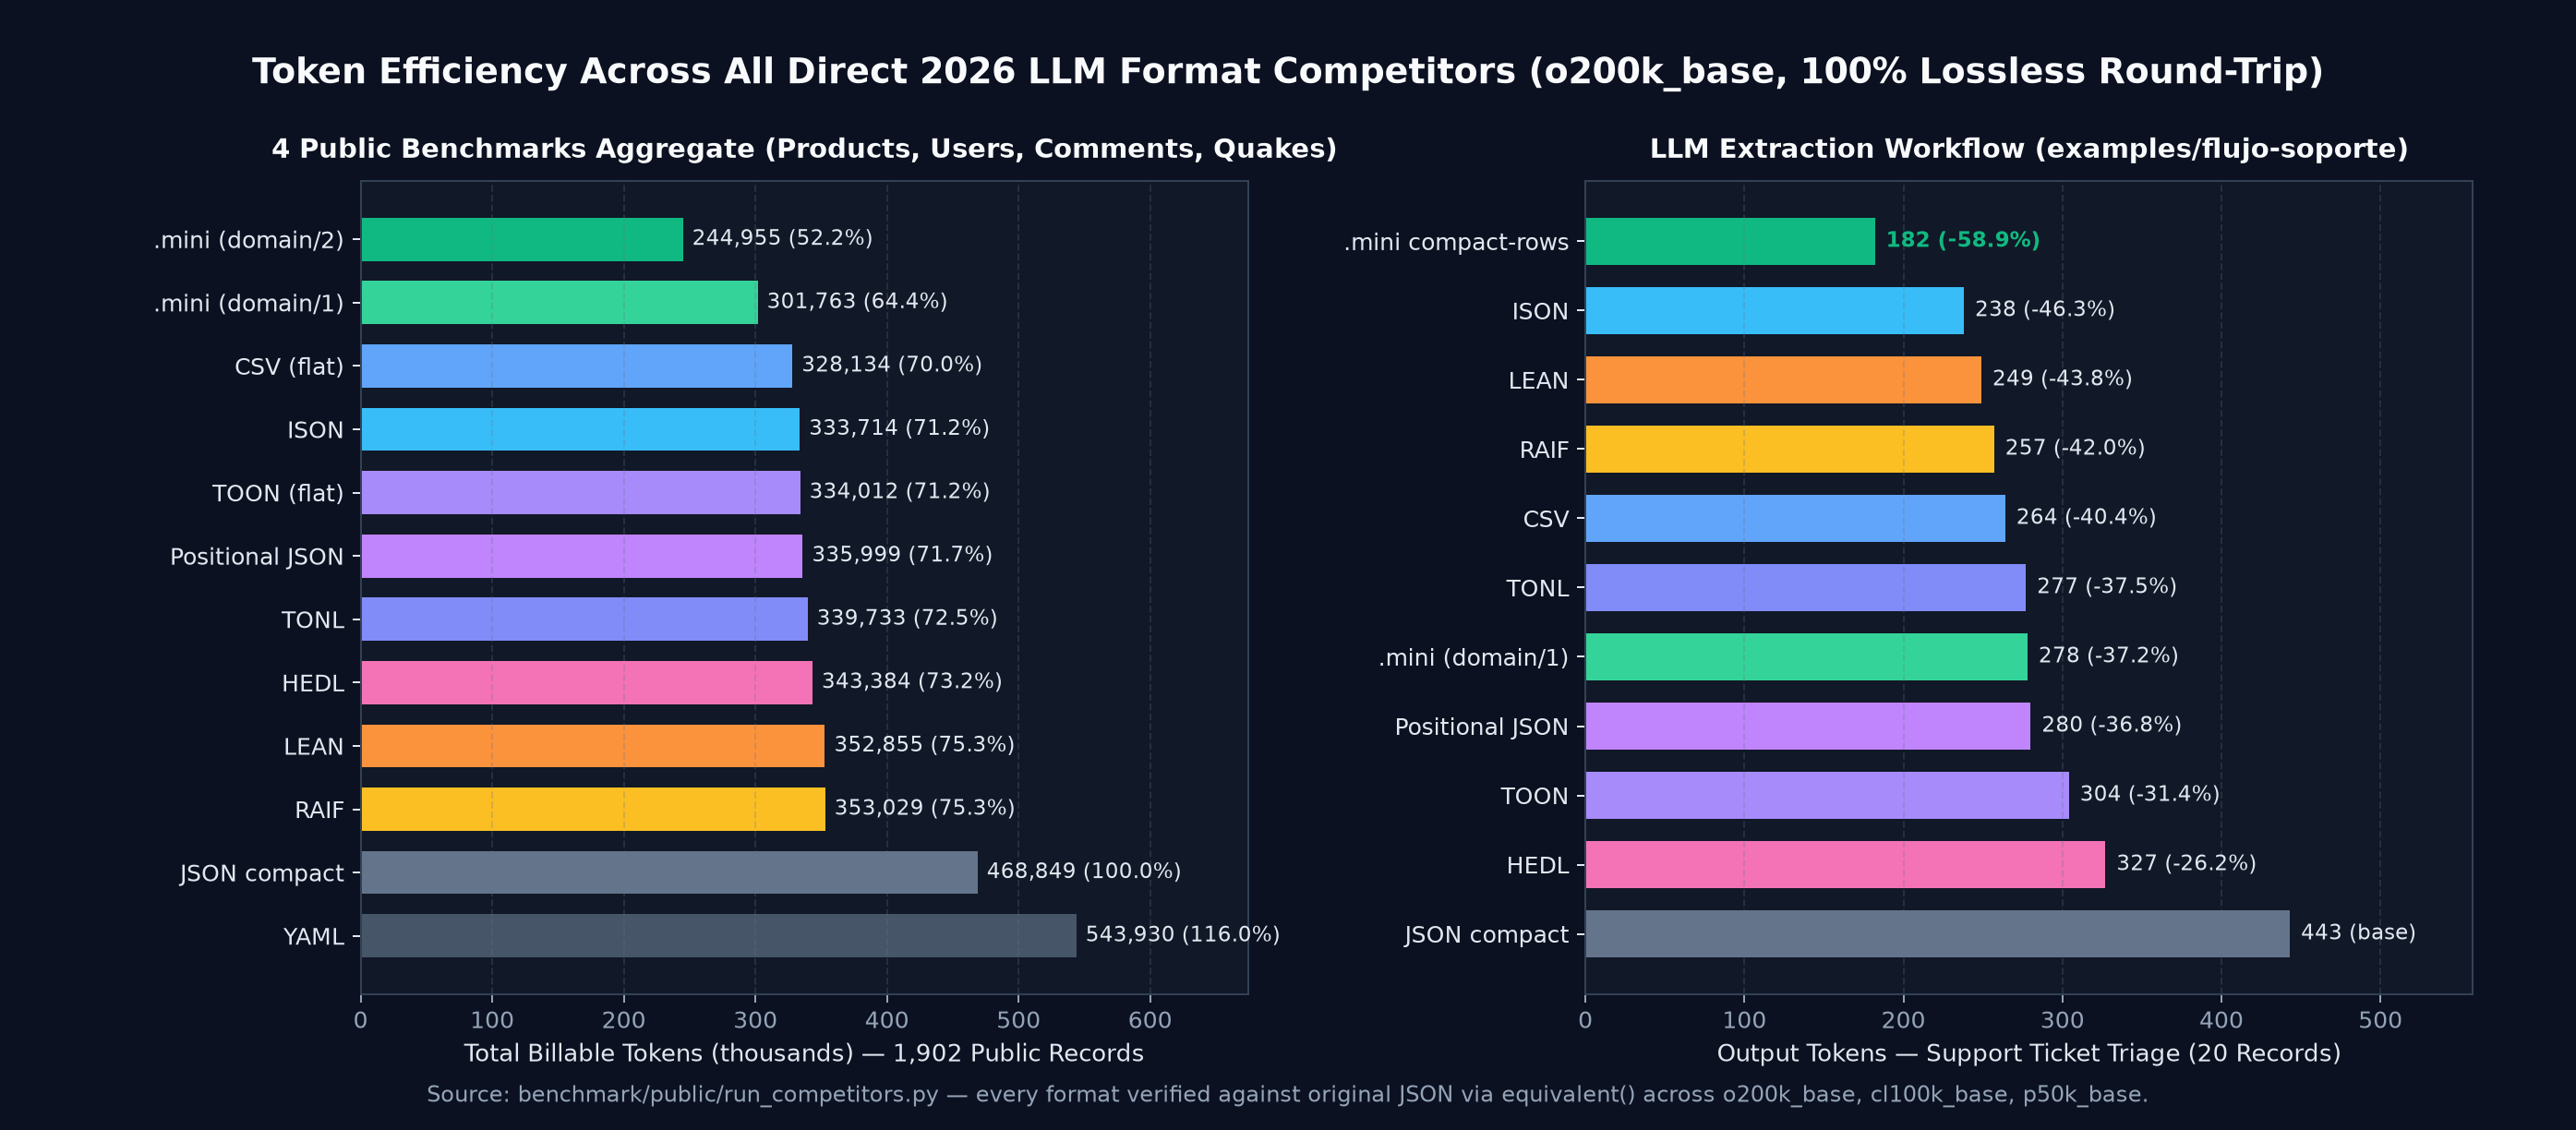 Token Efficiency Across All Direct 2026 LLM Format Competitors (o200k_base, 100% Lossless Round-Trip)
4 Public Benchmarks Aggregate (Products, Users, Comments, Quakes)
.mini (domain/2) 244,955 (52.2%)
.mini (domain/1) 301,763 (64.4%)
CSV (flat) 328,134 (70.0%)
ISON 333,714 (71.2%)
TOON (flat) 334,012 (71.2%)
Positional JSON 335,999 (71.7%)
TONL 339,733 (72.5%)
HEDL 343,384 (73.2%)
LEAN 352,855 (75.3%)
RAIF 353,029 (75.3%)
JSON compact 468,849 (100.0%)
YAML 543,930 (116.0%)
0 100 200 300 400 500 600
Total Billable Tokens (thousands) — 1,902 Public Records
LLM Extraction Workflow (examples/flujo-soporte)
.mini compact-rows 182 (-58.9%)
ISON 238 (-46.3%)
LEAN 249 (-43.8%)
RAIF 257 (-42.0%)
CSV 264 (-40.4%)
TONL 277 (-37.5%)
.mini (domain/1) 278 (-37.2%)
Positional JSON 280 (-36.8%)
TOON 304 (-31.4%)
HEDL 327 (-26.2%)
JSON compact 443 (base)
0 100 200 300 400 500
Output Tokens — Support Ticket Triage (20 Records)
Source: benchmark/public/run_competitors.py — every format verified against original JSON via equivalent() across o200k_base, cl100k_base, p50k_base.